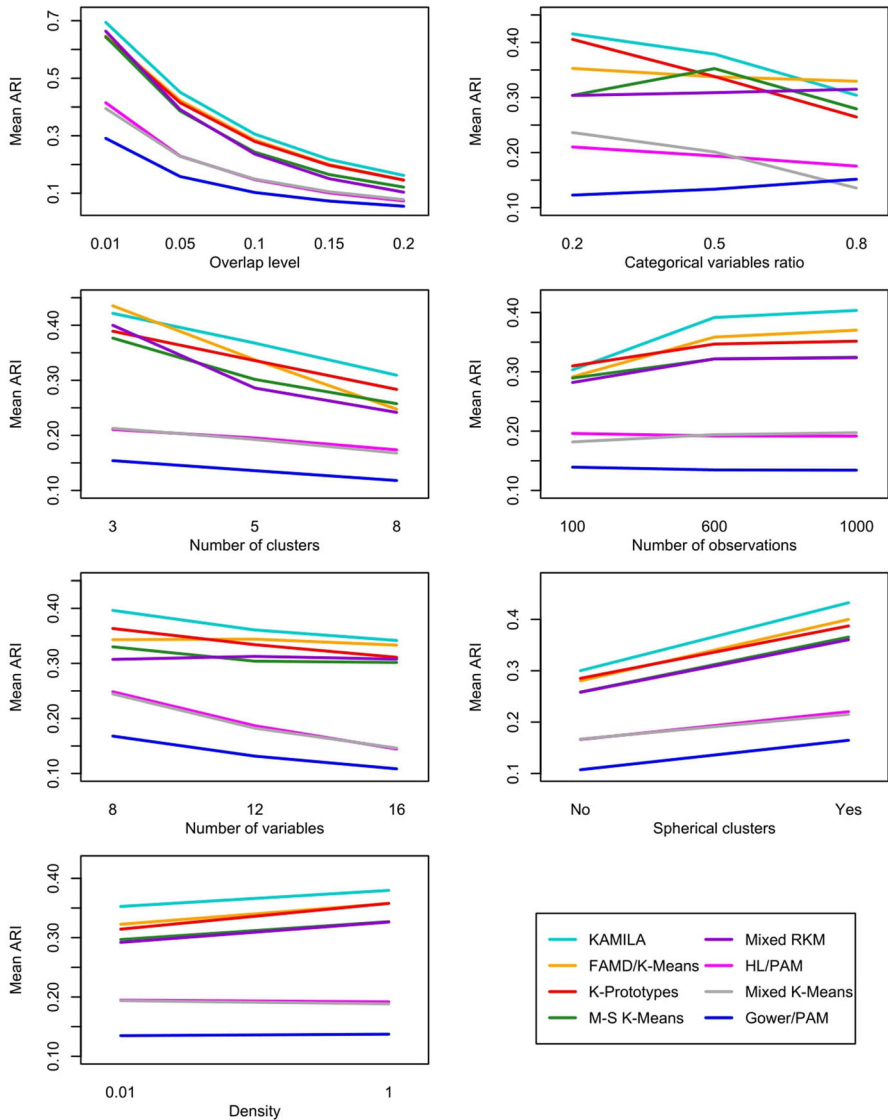 0.7
0.5
0.3
0.1
Mean ARI
0.01 0.05 0.1 0.15 0.2
Overlap level
0.40
0.30
0.20
0.10
Mean ARI
0.2 0.5 0.8
Categorical variables ratio
0.40
0.30
0.20
0.10
Mean ARI
3 5 8
Number of clusters
0.40
0.30
0.20
0.10
Mean ARI
100 600 1000
Number of observations
0.40
0.30
0.20
0.10
Mean ARI
8 12 16
Number of variables
0.4
0.3
0.2
0.1
Mean ARI
No Yes
Spherical clusters
0.40
0.30
0.20
0.10
Mean ARI
0.01 1
Density
KAMILA
FAMD/K-Means
K-Prototypes
M-S K-Means
Mixed RKM
HL/PAM
Mixed K-Means
Gower/PAM